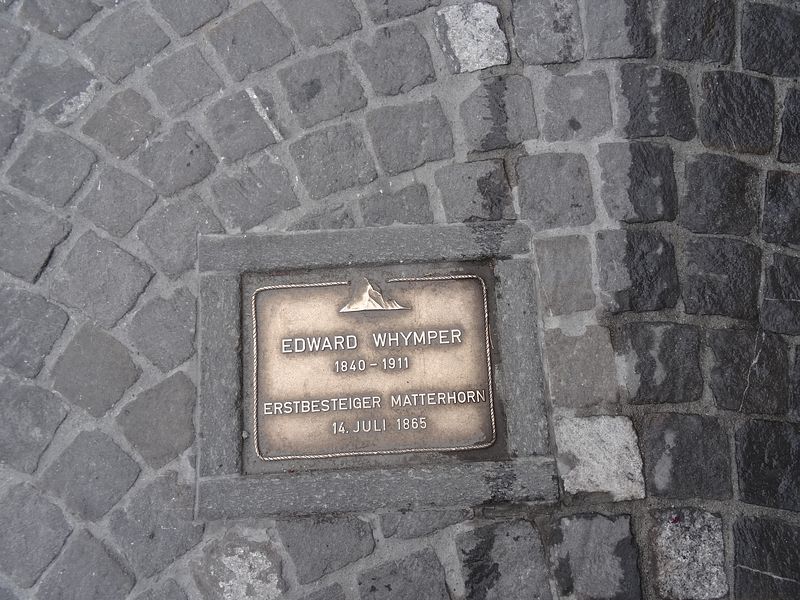 EDWARD WHYMPER
1840-1911
ERSTBESTEIGER MATTERHORN
14. JULI 1865